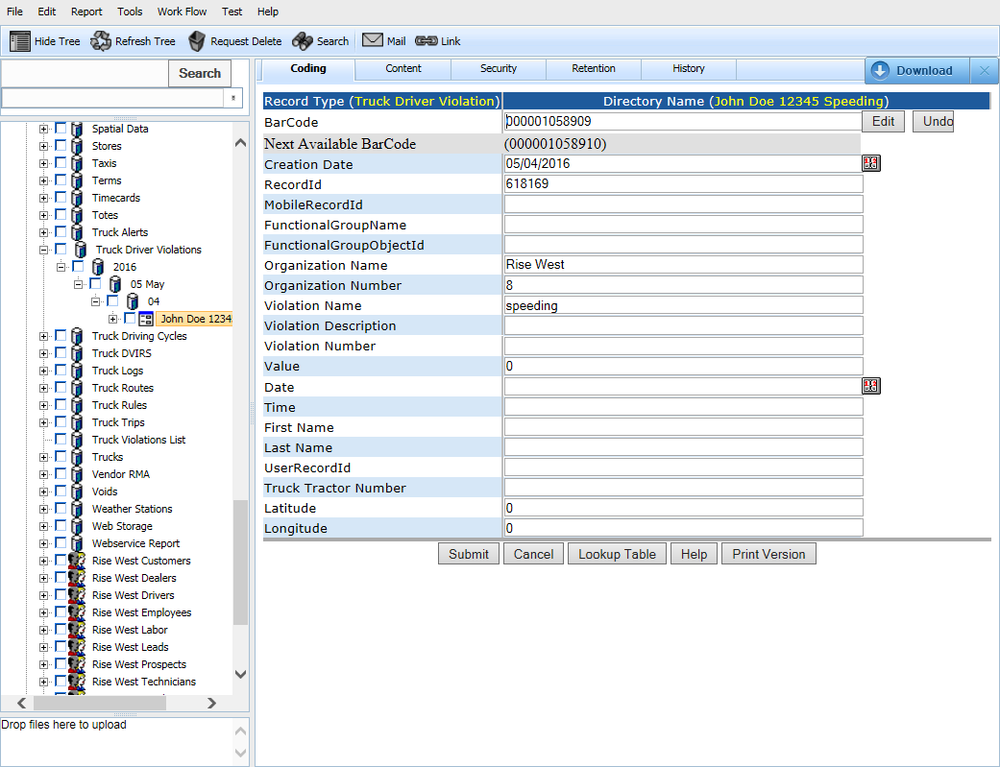 File Edit Report Tools Work Flow Test Help
Hide Tree Refresh Tree Request Delete Search Mail Link
Search
Coding Content Security Retention History Download
Record Type (Truck Driver Violation) Directory Name (John Doe 12345 Speeding)
BarCode 000001058909 Edit Undo
Next Available BarCode (000001058910)
Creation Date 05/04/2016
RecordId 618169
MobileRecordId
FunctionalGroupName
FunctionalGroupObjectId
Organization Name Rise West
Organization Number 8
Violation Name speeding
Violation Description
Violation Number
Value 0
Date
Time
First Name
Last Name
UserRecordId
Truck Tractor Number
Latitude 0
Longitude 0
Submit Cancel Lookup Table Help Print Version
Spatial Data
Stores
Taxis
Terms
Timecards
Totes
Truck Alerts
Truck Driver Violations
2016
05 May
04
John Doe 1234
Truck Driving Cycles
Truck DVIRS
Truck Logs
Truck Routes
Truck Rules
Truck Trips
Truck Violations List
Trucks
Vendor RMA
Voids
Weather Stations
Web Storage
Webservice Report
Rise West Customers
Rise West Dealers
Rise West Drivers
Rise West Employees
Rise West Labor
Rise West Leads
Rise West Prospects
Rise West Technicians
Drop files here to upload